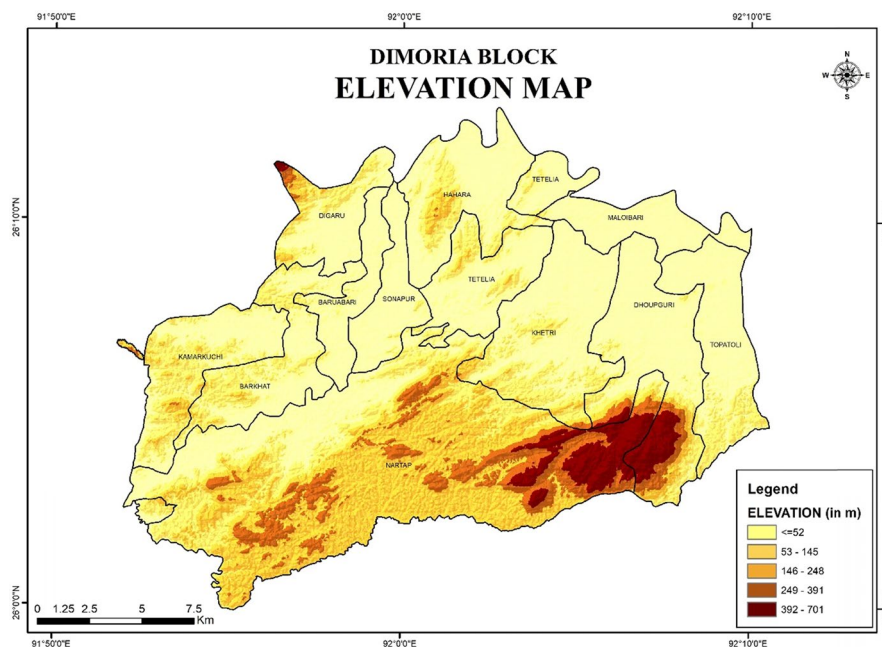 91°50'0"E 92°0'0"E 92°10'0"E
DIMORIA BLOCK
ELEVATION MAP
N
W E
S
TETELIA
HAHARA
26°10'0"N
DIGARU
MALOIBARI
TETELIA
BARUABARI
SONAPUR
DHOUPGURI
KHETRI
TOPATOLI
KAMARKUCHI
BARKHAT
NARTAP
Legend
ELEVATION (in m)
<=52
53 - 145
146 - 248
249 - 391
392 - 701
26°0'0"N
0 1.25 2.5 5 7.5
Km
91°50'0"E 92°0'0"E 92°10'0"E